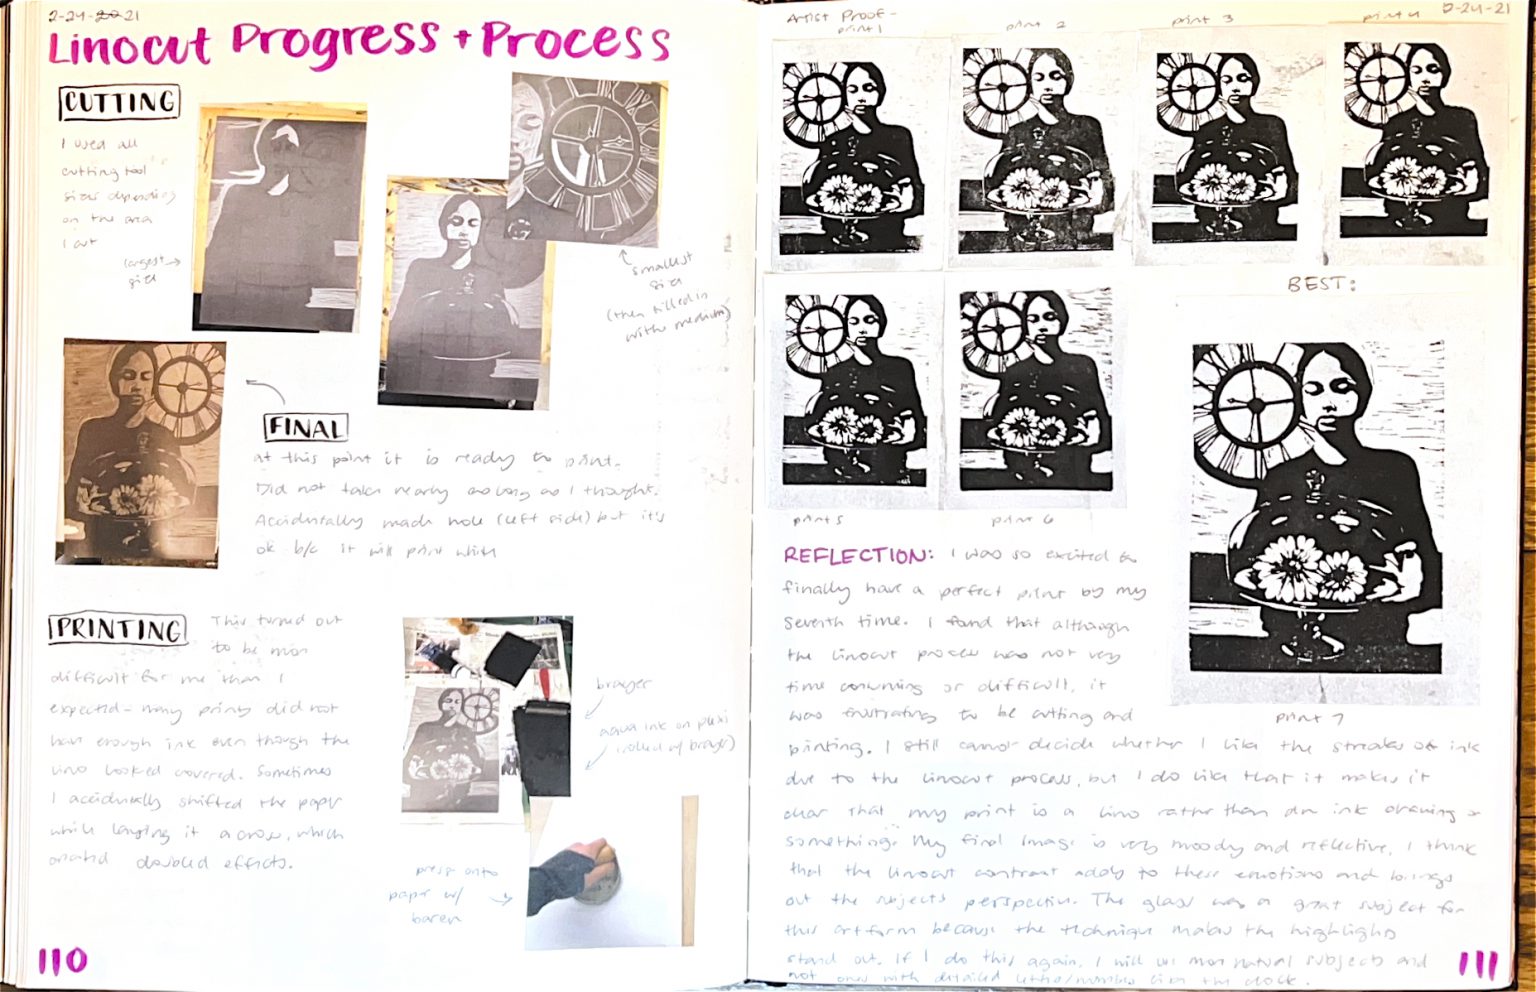 2-24-21
Linocut Progress + Process
CUTTING
I used all
cutting tool
sizes depending
on the area
I cut
largest
size
smallest
size
(then filled in
with medium)
FINAL
at this point it is ready to print.
Did not take nearly as long as I thought.
Accidentally made hole (left side) but it's
ok b/c it will print white
PRINTING
This turned out
to be more
difficult for me than I
expected - many prints did not
have enough ink even though the
lino looked covered. Sometimes
I accidentally shifted the paper
while laying it across, which
created doubled effects.
brayer
aqua ink on plexi
(rolled w/ brayer)
press onto
paper w/
baren
110
2-24-21
Artist Proof -
print 1
print 2
print 3
print 4
print 5
print 6
BEST:
print 7
REFLECTION: I was so excited to
finally have a perfect print by my
seventh time. I found that although
the linocut process was not very
time consuming or difficult, it
was frustrating to be cutting and
printing. I still cannot decide whether I like the streaks of ink
due to the linocut process, but I do like that it makes it
clear that my print is a lino rather than an ink drawing or
something. My final image is very moody and reflective. I think
that the linocut contrast adds to these emotions and brings
out the subjects perspective. The glass was a great subject for
this artform because the technique makes the highlights
stand out. If I do this again, I will use more natural subjects and
not ones with detailed lines/numbers like the clock.
111